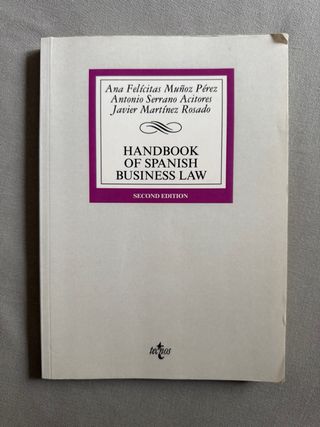 Ana Felícitas Muñoz Pérez
Antonio Serrano Acitores
Javier Martínez Rosado
HANDBOOK
OF SPANISH
BUSINESS LAW
SECOND EDITION
tecnos